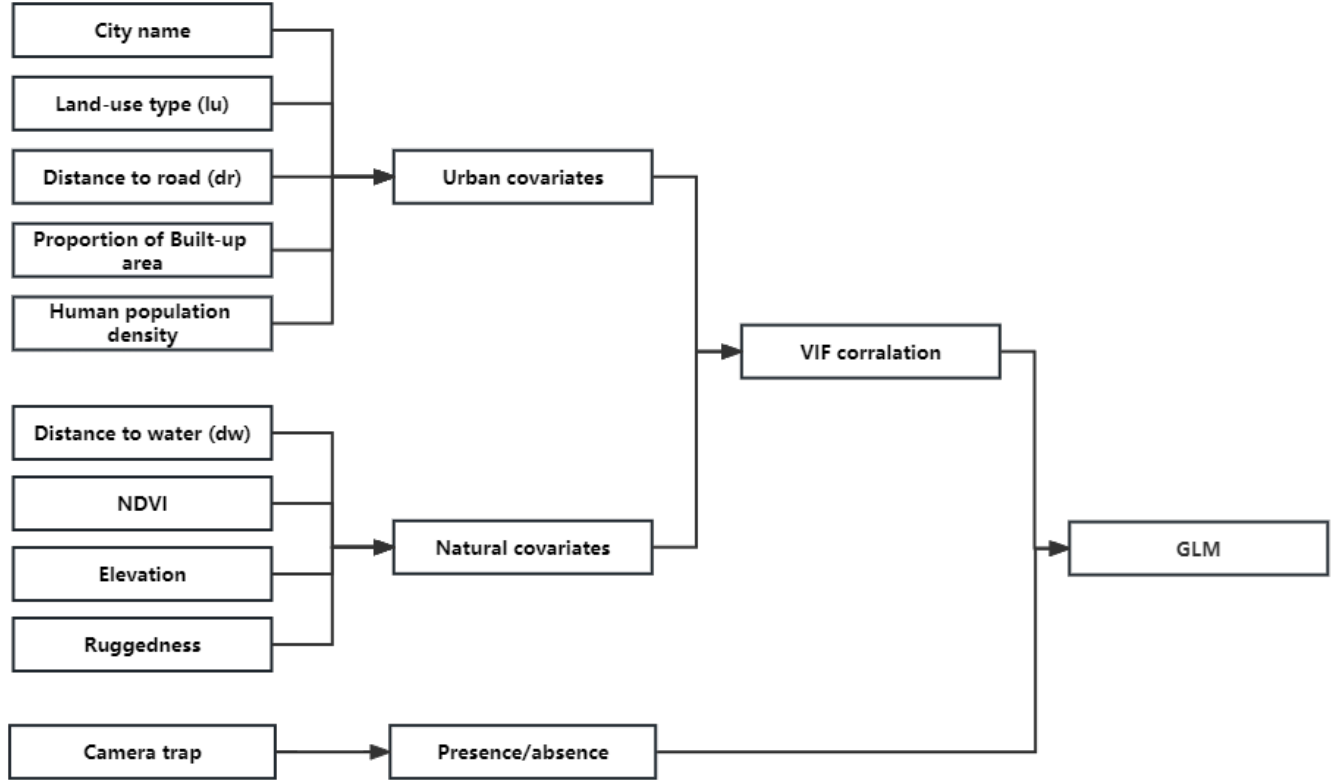 City name
Land-use type (lu)
Distance to road (dr)
Proportion of Built-up
area
Human population
density
Urban covariates
VIF corralation
Distance to water (dw)
NDVI
Elevation
Ruggedness
Natural covariates
GLM
Camera trap
Presence/absence